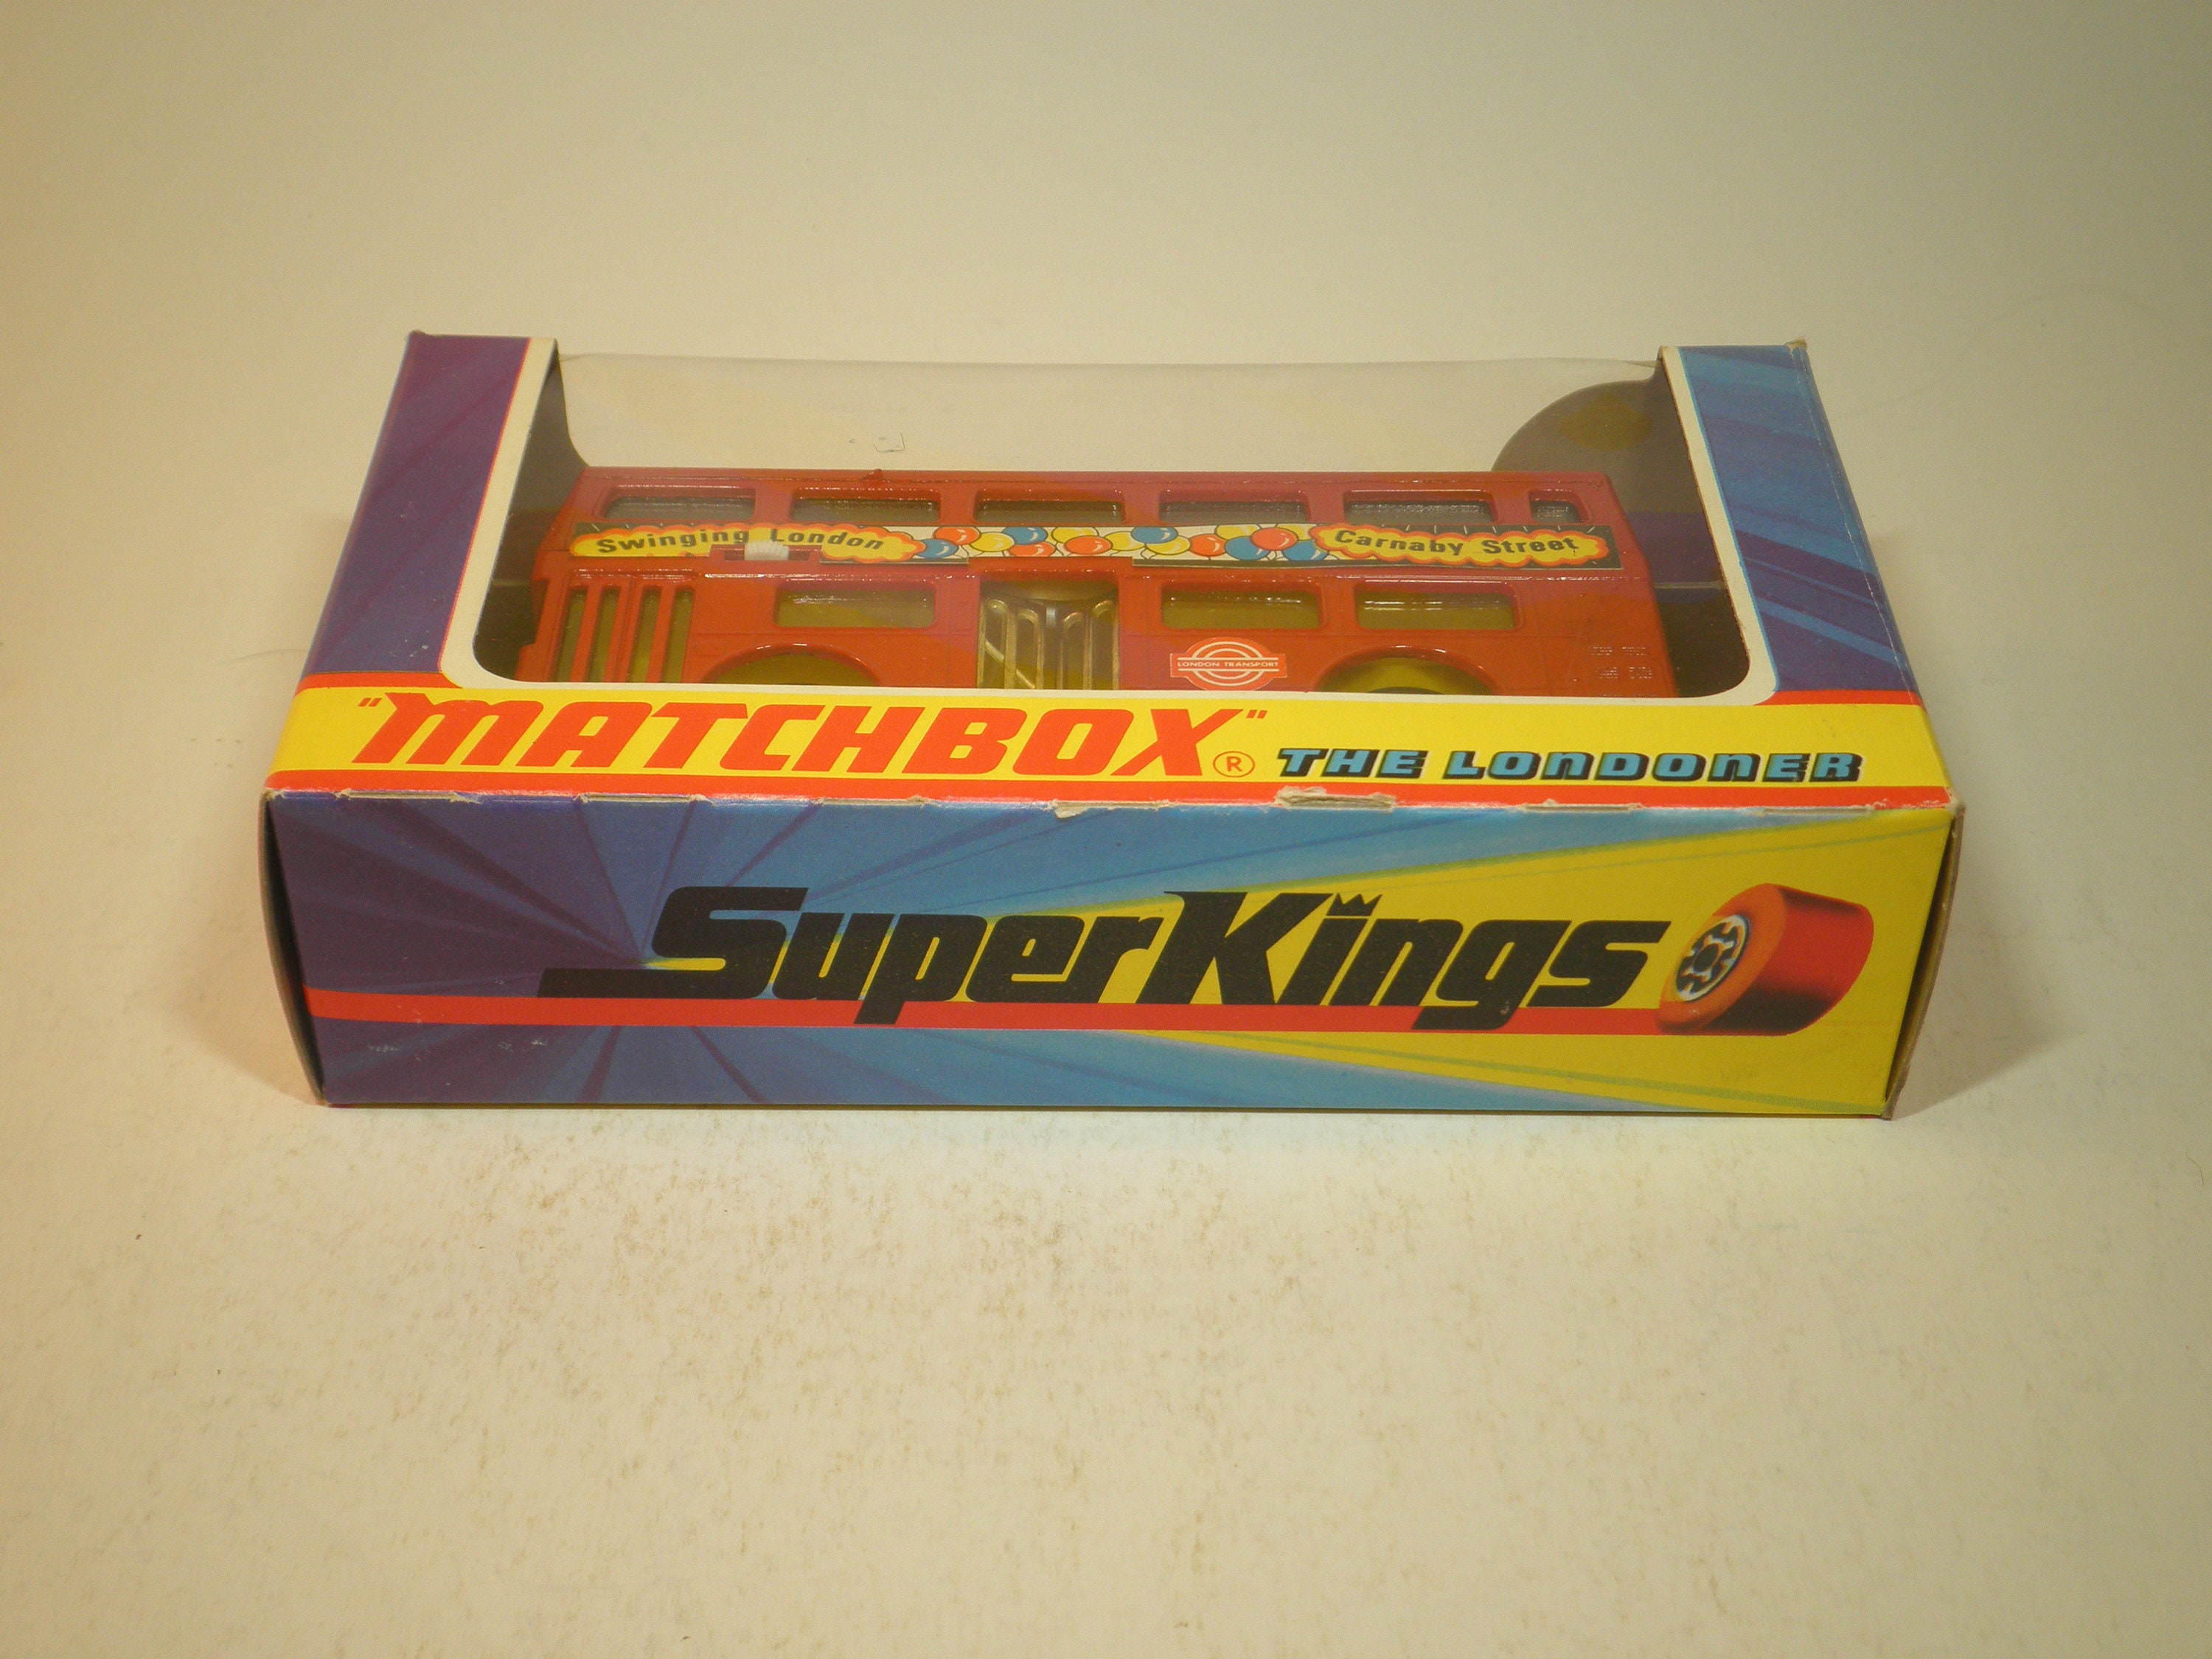 Swinging London Carnaby Street
LONDON TRANSPORT
"MATCHBOX"® THE LONDONER
SuperKings